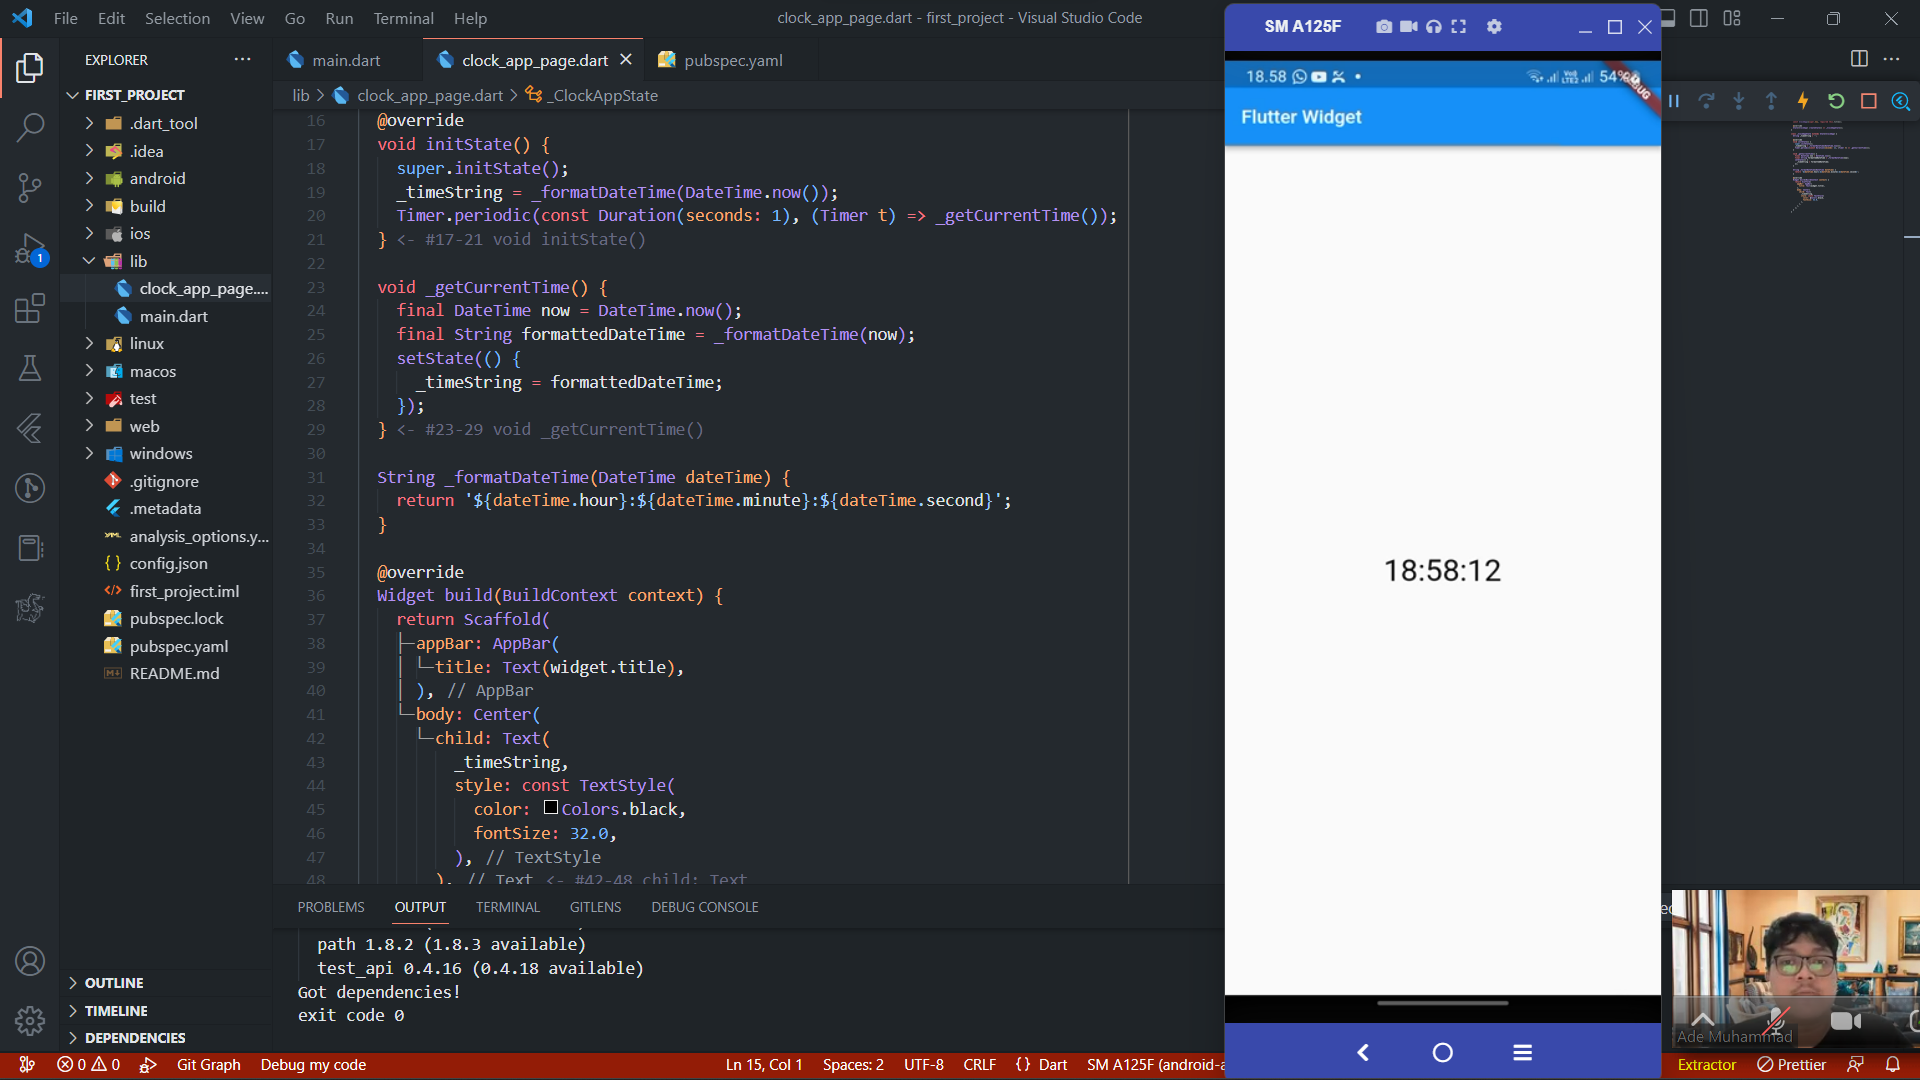 File Edit Selection View Go Run Terminal Help
clock_app_page.dart - first_project - Visual Studio Code
EXPLORER
FIRST_PROJECT
.dart_tool
.idea
android
build
ios
lib
clock_app_page....
main.dart
linux
macos
test
web
windows
.gitignore
.metadata
analysis_options.y...
config.json
first_project.iml
pubspec.lock
pubspec.yaml
README.md
OUTLINE
TIMELINE
DEPENDENCIES
1
main.dart
clock_app_page.dart
pubspec.yaml
lib > clock_app_page.dart > _ClockAppState
16 @override
17 void initState() {
18 super.initState();
19 _timeString = _formatDateTime(DateTime.now());
20 Timer.periodic(const Duration(seconds: 1), (Timer t) => _getCurrentTime());
21 } <- #17-21 void initState()
22
23 void _getCurrentTime() {
24 final DateTime now = DateTime.now();
25 final String formattedDateTime = _formatDateTime(now);
26 setState(() {
27 _timeString = formattedDateTime;
28 });
29 } <- #23-29 void _getCurrentTime()
30
31 String _formatDateTime(DateTime dateTime) {
32 return '${dateTime.hour}:${dateTime.minute}:${dateTime.second}';
33 }
34
35 @override
36 Widget build(BuildContext context) {
37 return Scaffold(
38 appBar: AppBar(
39 title: Text(widget.title),
40 ), // AppBar
41 body: Center(
42 child: Text(
43 _timeString,
44 style: const TextStyle(
45 color: Colors.black,
46 fontSize: 32.0,
47 ), // TextStyle
48 ), // Text <- #42-48 child: Text
PROBLEMS OUTPUT TERMINAL GITLENS DEBUG CONSOLE
path 1.8.2 (1.8.3 available)
test_api 0.4.16 (0.4.18 available)
Got dependencies!
exit code 0
SM A125F
18.58
54%
DEBUG
Flutter Widget
18:58:12
Ade Muhammad
0 0
Git Graph
Debug my code
Ln 15, Col 1
Spaces: 2
UTF-8
CRLF
{} Dart
SM A125F (android-a
Extractor
Prettier